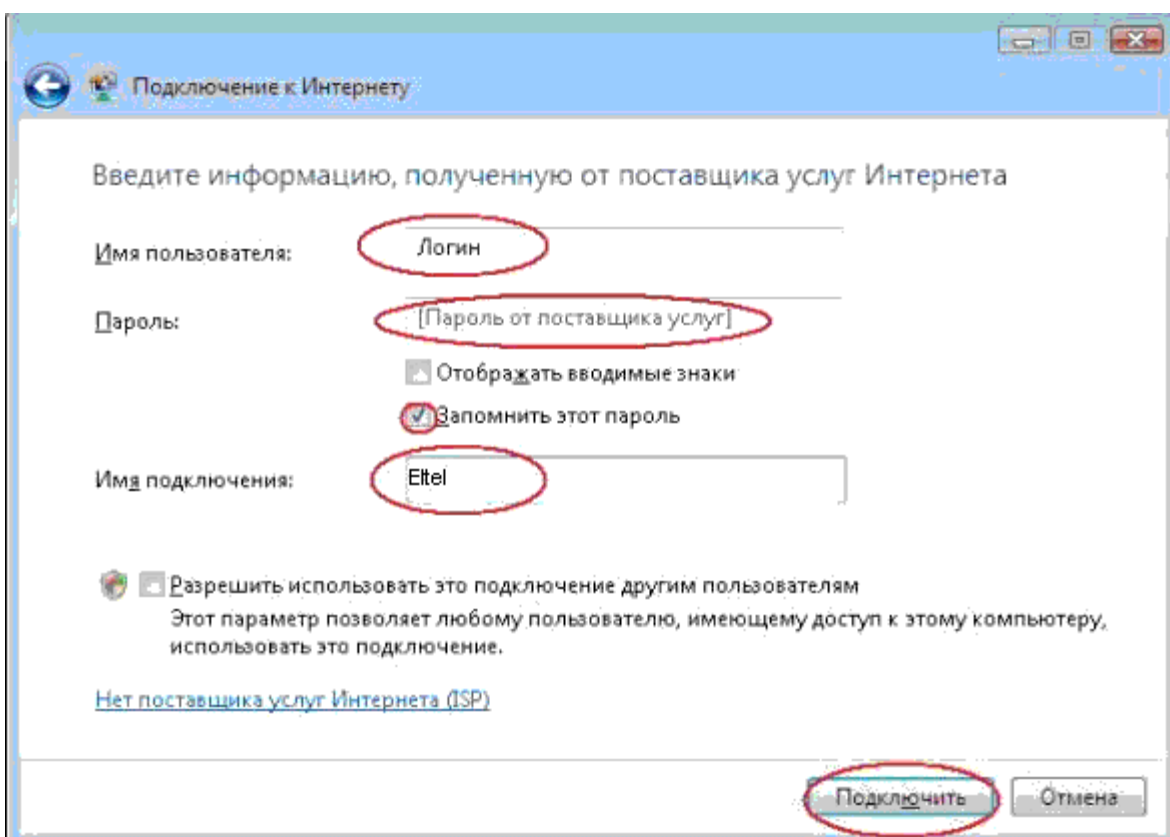 Подключение к Интернету
Введите информацию, полученную от поставщика услуг Интернета
Имя пользователя:
Логин
Пароль:
[Пароль от поставщика услуг]
Отображать вводимые знаки
Запомнить этот пароль
Имя подключения:
Eltel
Разрешить использовать это подключение другим пользователям
Этот параметр позволяет любому пользователю, имеющему доступ к этому компьютеру,
использовать это подключение.
Нет поставщика услуг Интернета (ISP)
Подключить
Отмена